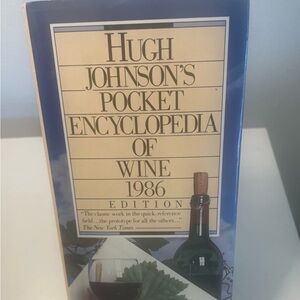 HUGH
JOHNSON'S
POCKET
ENCYCLOPEDIA
OF
WINE
1986
EDITION
"The classic work in the quick-reference
field... the prototype for all the others..."
The New York Times